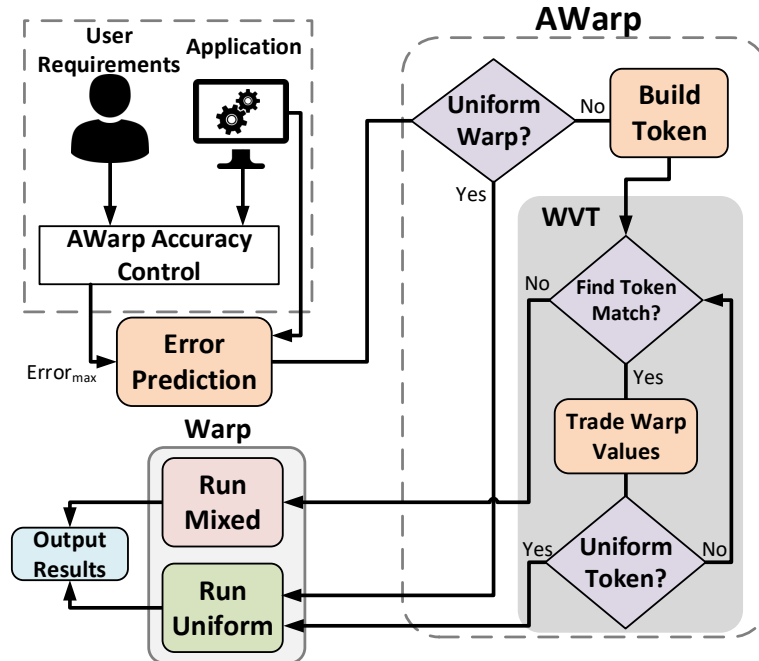 AWarp
User
Requirements
Application
AWarp Accuracy
Control
Error
Prediction
Errormax
Uniform
Warp?
No
Yes
Build
Token
WVT
Find Token
Match?
No
Yes
Trade Warp
Values
Uniform
Token?
Yes
No
Warp
Run
Mixed
Run
Uniform
Output
Results